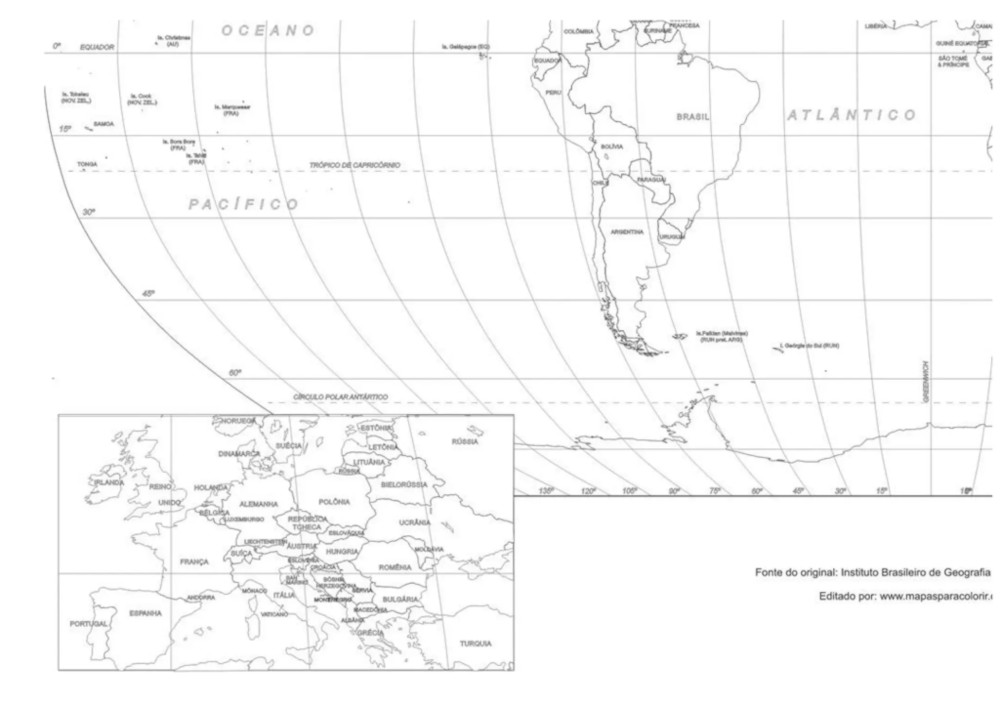 OCEANO
Is. Christmas
(AU)
0°
EQUADOR
Is. Galápagos (EQ)
COLÔMBIA
SURINAME
FRANCESA
LIBÉRIA
GUINÉ EQUATORIAL
SÃO TOMÉ
& PRÍNCIPE
EQUADOR
PERU
BRASIL
ATLÂNTICO
Is. Tokelau
(NOV. ZEL.)
Is. Cook
(NOV. ZEL.)
Is. Marquesas
(FRA)
15°
SAMOA
Is. Bora Bora
(FRA)
Is. Taiti
(FRA)
BOLÍVIA
TONGA
TRÓPICO DE CAPRICÓRNIO
CHILE
PARAGUAI
PACÍFICO
30°
ARGENTINA
URUGUAI
45°
Is. Falklan (Malvinas)
(RUN pret. ARG)
I. Geórgia do Sul (RUN)
60°
CÍRCULO POLAR ANTÁRTICO
GREENWICH
135°
120°
105°
90°
75°
60°
45°
30°
15°
NORUEGA
ESTÔNIA
SUÉCIA
RÚSSIA
LETÔNIA
DINAMARCA
LITUÂNIA
RÚSSIA
IRLANDA
REINO
UNIDO
HOLANDA
BIELORÚSSIA
BÉLGICA
ALEMANHA
POLÔNIA
LUXEMBURGO
REPÚBLICA
TCHECA
UCRÂNIA
ESLOVÁQUIA
LIECHTENSTEIN
ÁUSTRIA
SUÍÇA
HUNGRIA
MOLDÁVIA
FRANÇA
ESLOVÊNIA
CROÁCIA
ROMÊNIA
SAN
MARINO
BÓSNIA
HERZEGOVINA
SÉRVIA
MÔNACO
ITÁLIA
ANDORRA
MONTENEGRO
BULGÁRIA
MACEDÔNIA
ESPANHA
VATICANO
ALBÂNIA
PORTUGAL
GRÉCIA
TURQUIA
Fonte do original: Instituto Brasileiro de Geografia
Editado por: www.mapasparacolorir.